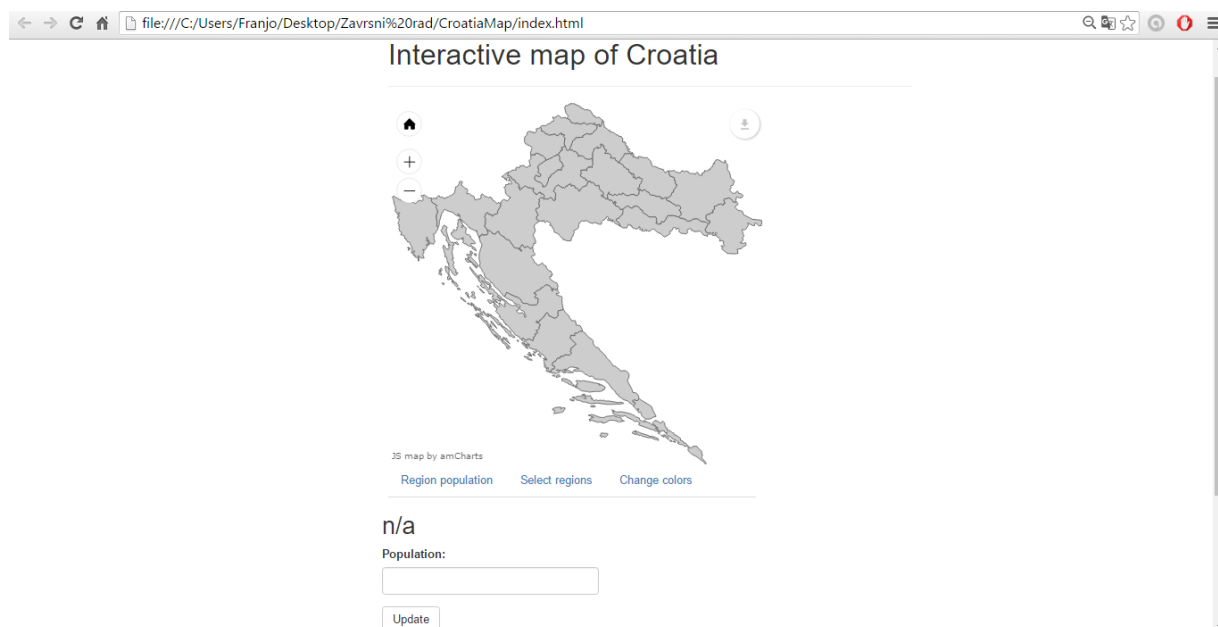 file:///C:/Users/Franjo/Desktop/Zavrsni%20rad/CroatiaMap/index.html
Interactive map of Croatia
JS map by amCharts
Region population Select regions Change colors
n/a
Population:
Update